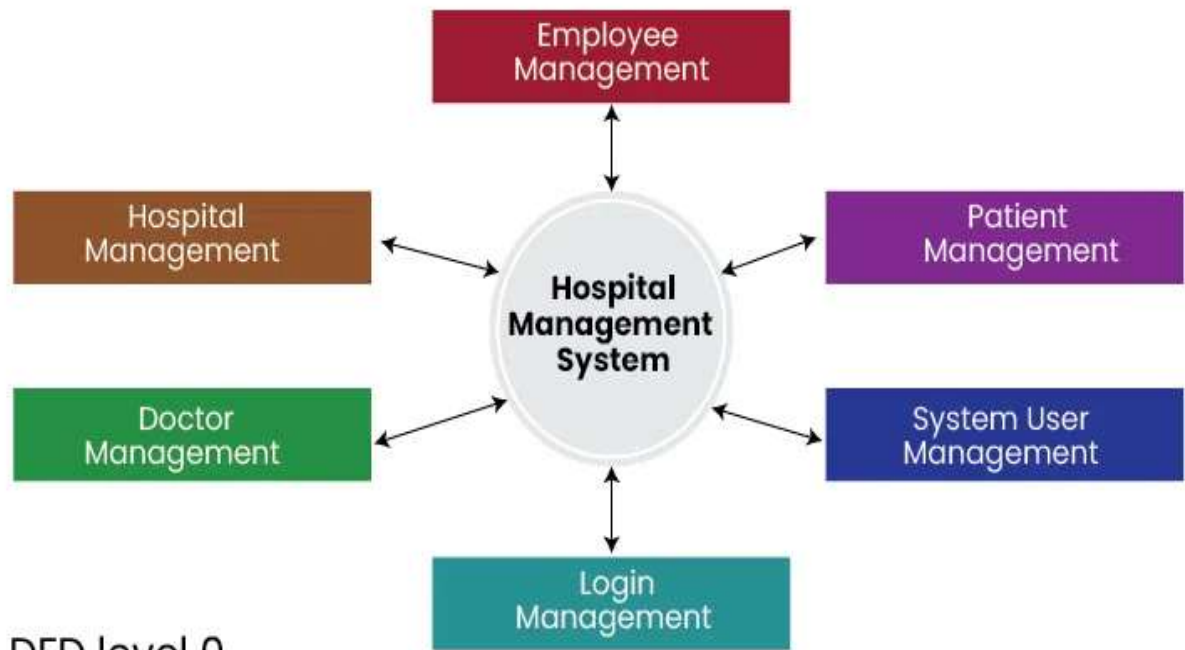 Employee
Management
Hospital
Management
Patient
Management
Hospital
Management
System
Doctor
Management
System User
Management
Login
Management
DFD level 0